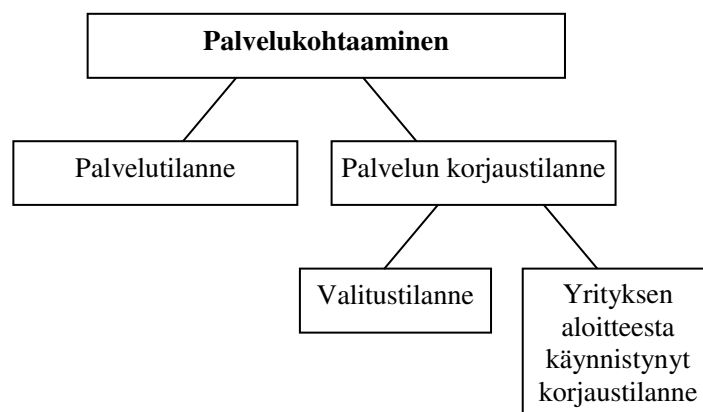 Palvelukohtaaminen
Palvelutilanne
Palvelun korjaustilanne
Valitustilanne
Yrityksen
aloitteesta
käynnistynyt
korjaustilanne